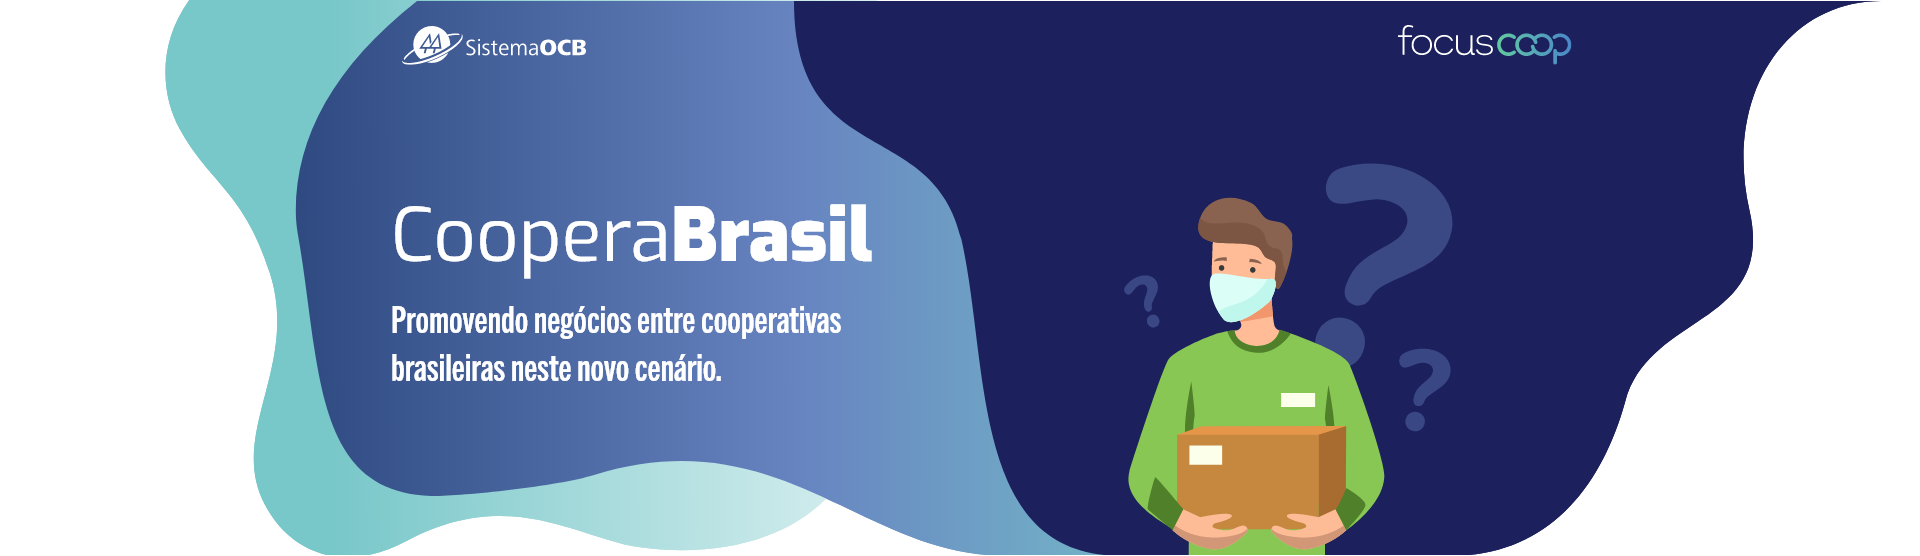 SistemaOCB
focuscoop
CooperaBrasil
Promovendo negócios entre cooperativas
brasileiras neste novo cenário.